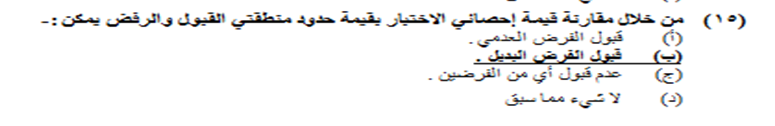 (١٥) من خلال مقارنة قيمة إحصائي الاختبار بقيمة حدود منطقتي القبول والرفض يمكن :-
(أ) قبول الفرض العدمي .
(ب) قبول الفرض البديل .
(ج) عدم قبول أي من الفرضين .
(د) لا شيء مما سبق